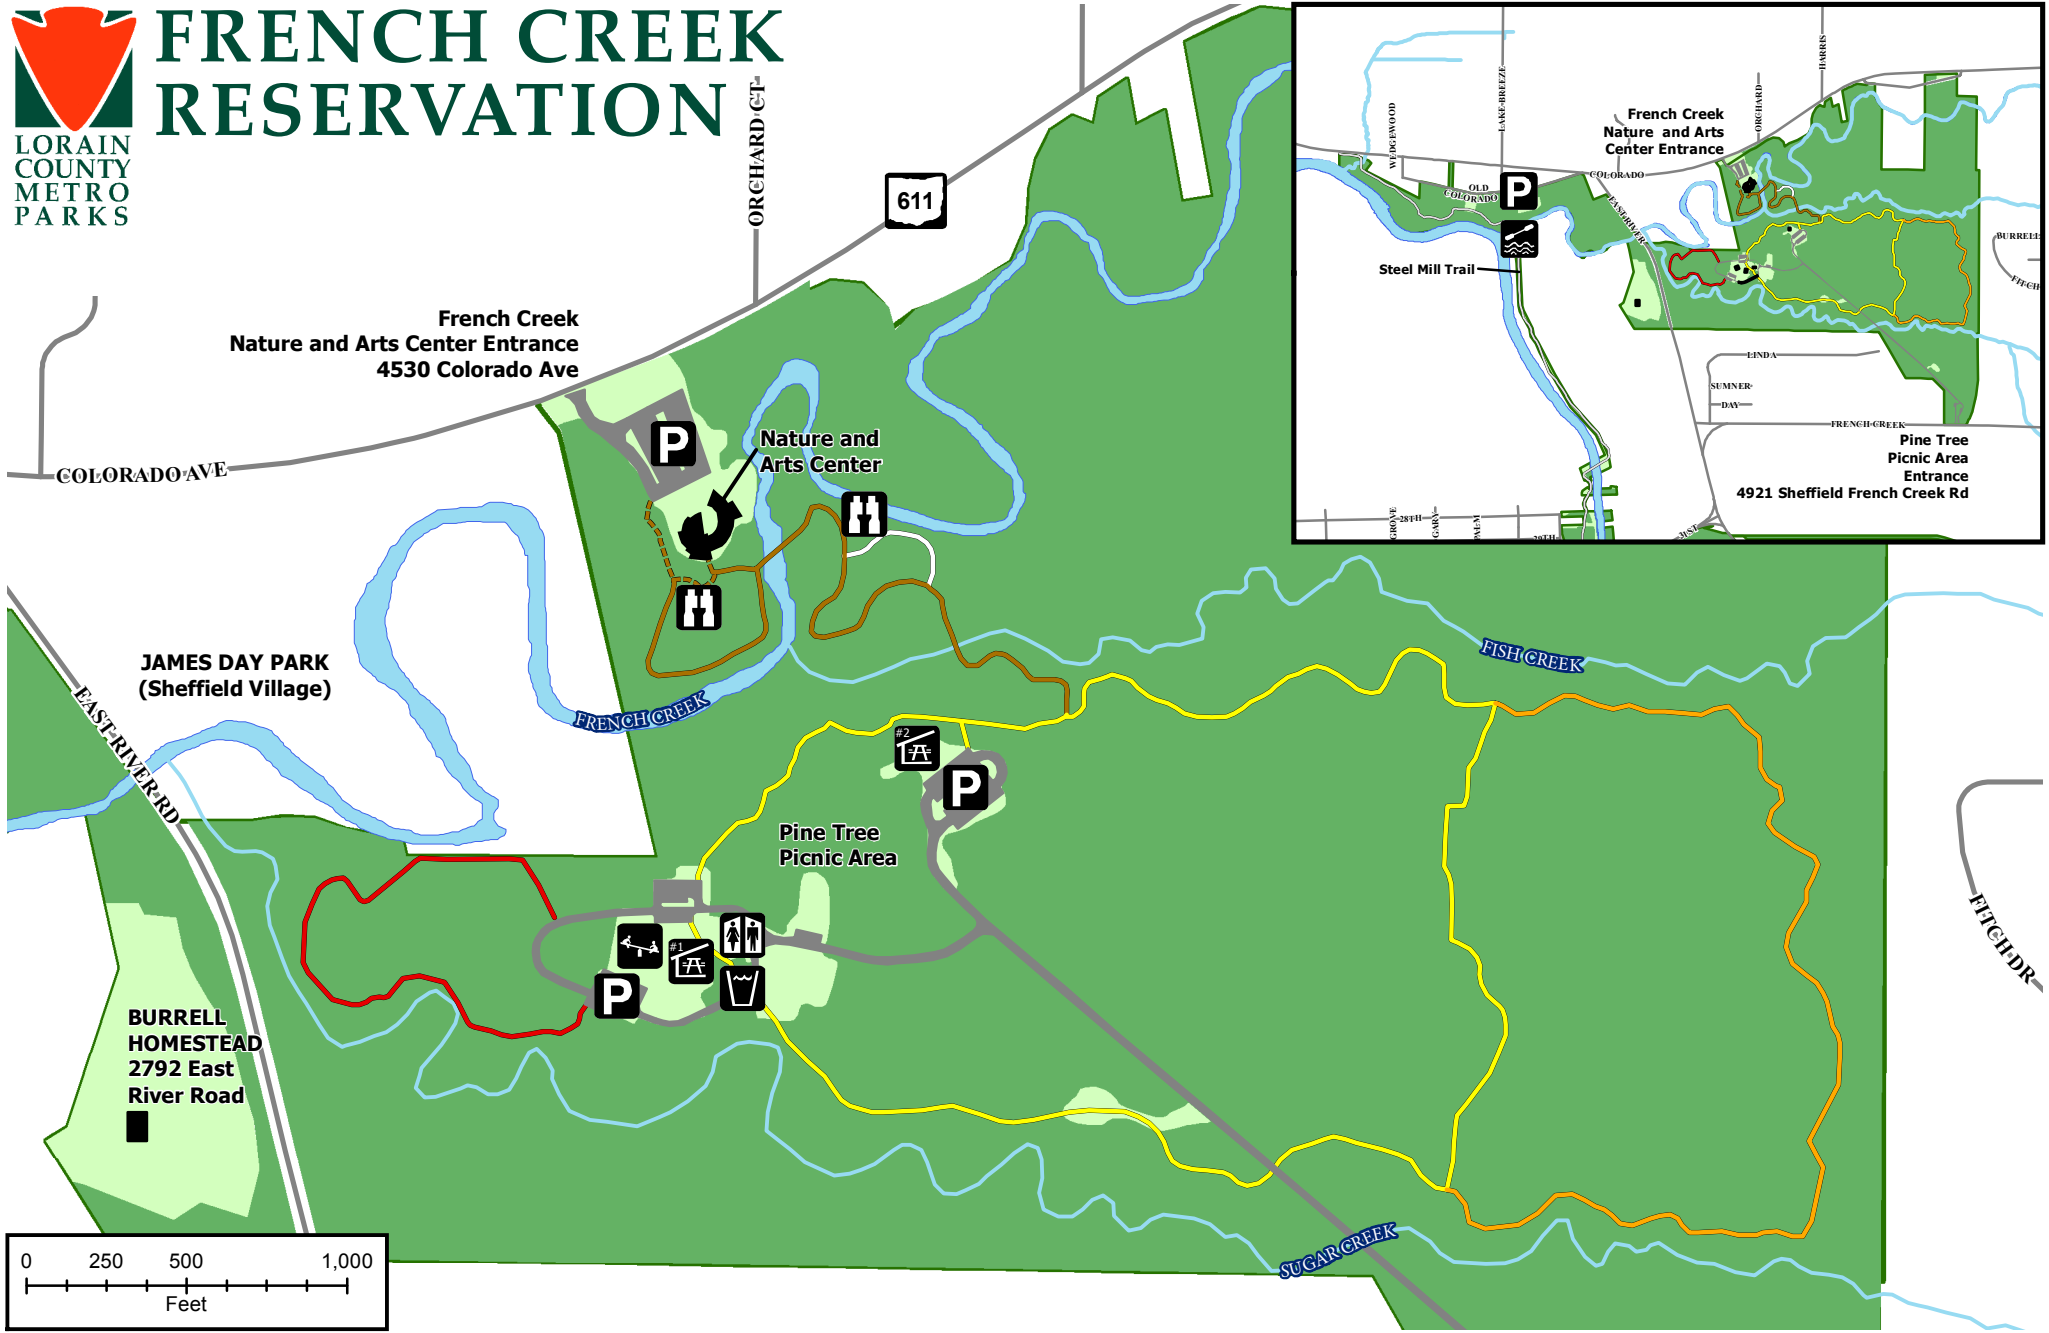 FRENCH CREEK
RESERVATION
LORAIN
COUNTY
METRO
PARKS
ORCHARD CT
611
French Creek
Nature and Arts Center Entrance
4530 Colorado Ave
COLORADO AVE
P
Nature and
Arts Center
JAMES DAY PARK
(Sheffield Village)
EAST RIVER RD
FRENCH CREEK
FISH CREEK
#2
P
Pine Tree
Picnic Area
#1
P
BURRELL
HOMESTEAD
2792 East
River Road
SUGAR CREEK
FITCH DR
0 250 500 1,000
Feet
WEDGEWOOD
LAKE BREEZE
HARRIS
ORCHARD
French Creek
Nature and Arts
Center Entrance
COLORADO
OLD
COLORADO
P
EAST RIVER
Steel Mill Trail
BURRELL
FITCH
LINDA
SUMNER
DAY
FRENCH CREEK
Pine Tree
Picnic Area
Entrance
4921 Sheffield French Creek Rd
GROVE
28TH
GARY
PALM
29TH
31ST